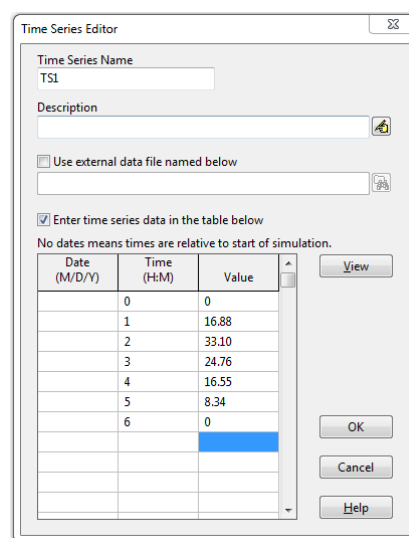 Time Series Editor
Time Series Name
TS1
Description
Use external data file named below
Enter time series data in the table below
No dates means times are relative to start of simulation.
Date (M/D/Y) Time (H:M) Value
0 0
1 16.88
2 33.10
3 24.76
4 16.55
5 8.34
6 0
View
OK
Cancel
Help